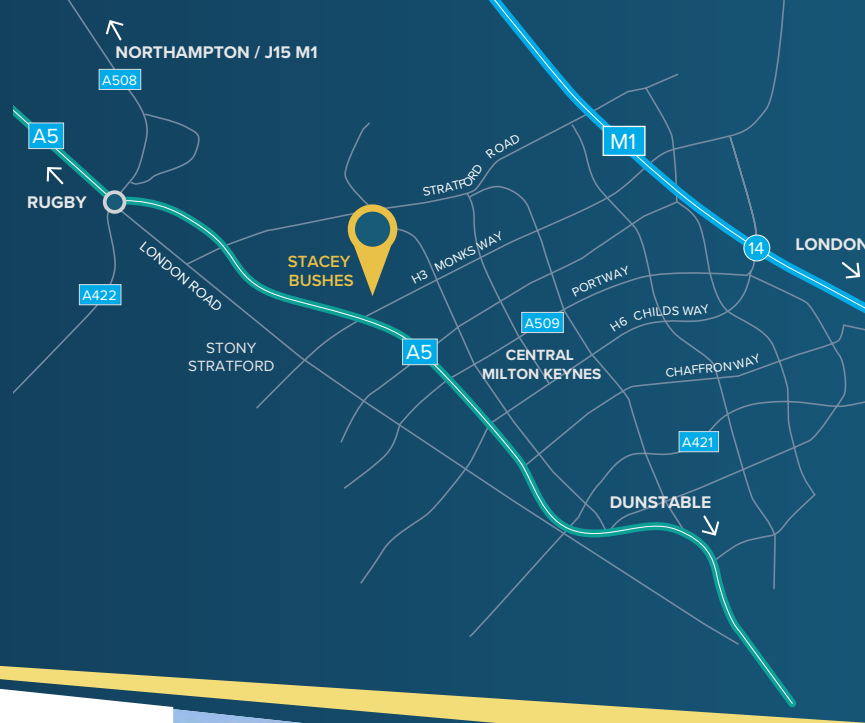 NORTHAMPTON / J15 M1
A508
A5
M1
STRATFORD ROAD
RUGBY
LONDON ROAD
STACEY
BUSHES
H3 MONKS WAY
14
LONDON
A422
PORTWAY
A509
H6 CHILDS WAY
STONY
STRATFORD
A5
CENTRAL
MILTON KEYNES
CHAFFRON WAY
A421
DUNSTABLE